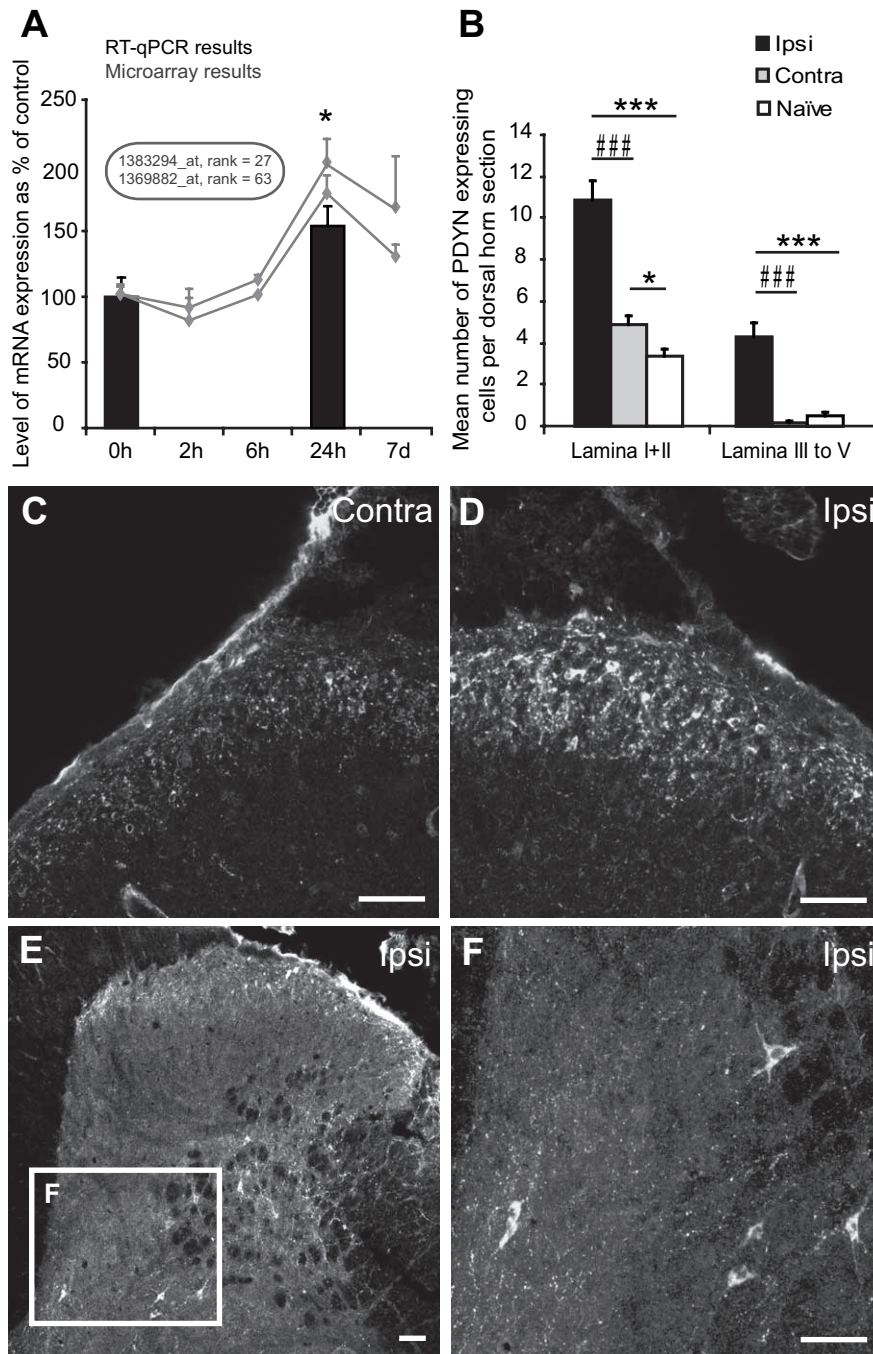 A
RT-qPCR results
Microarray results
Level of mRNA expression as % of control
250
200
150
100
50
0
1383294_at, rank = 27
1369882_at, rank = 63
*
0h 2h 6h 24h 7d
B
Ipsi
Contra
Naïve
Mean number of PDYN expressing
cells per dorsal horn section
14
12
10
8
6
4
2
0
***
###
*
***
###
Lamina I+II Lamina III to V
C
Contra
D
Ipsi
E
Ipsi
F
F
Ipsi